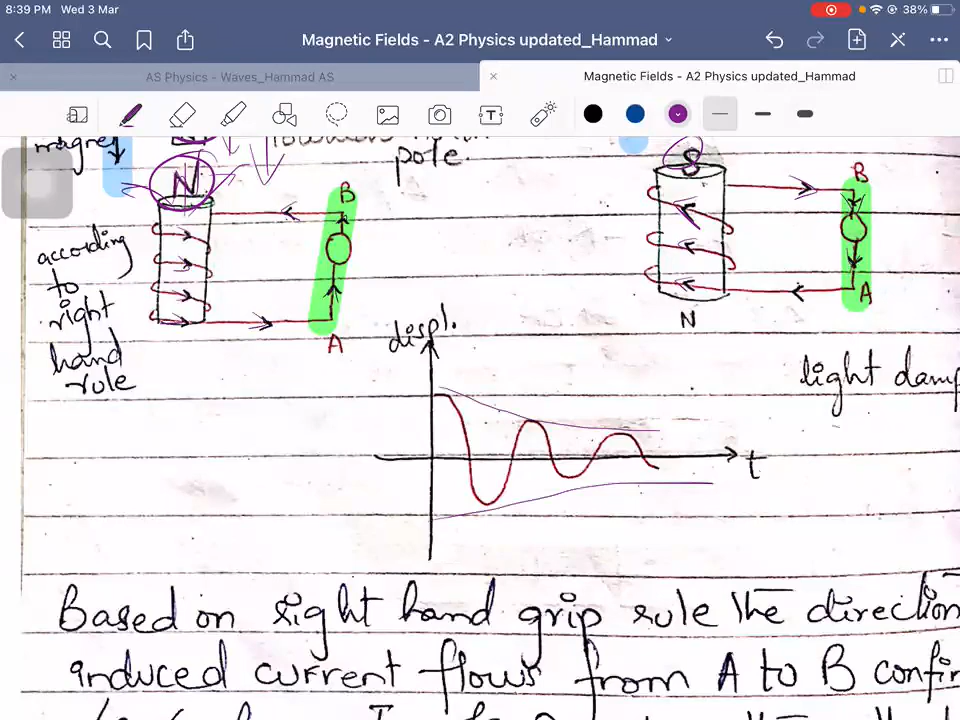 8:39 PM Wed 3 Mar
38%
Magnetic Fields - A2 Physics updated_Hammad
AS Physics - Waves_Hammad AS
Magnetic Fields - A2 Physics updated_Hammad
magnet
pole.
N
S
B
B
according
to
right
hand
rule
A
A
N
displ.
light damp
t
Based on right hand grip rule the direction
induced current flows from A to B confir